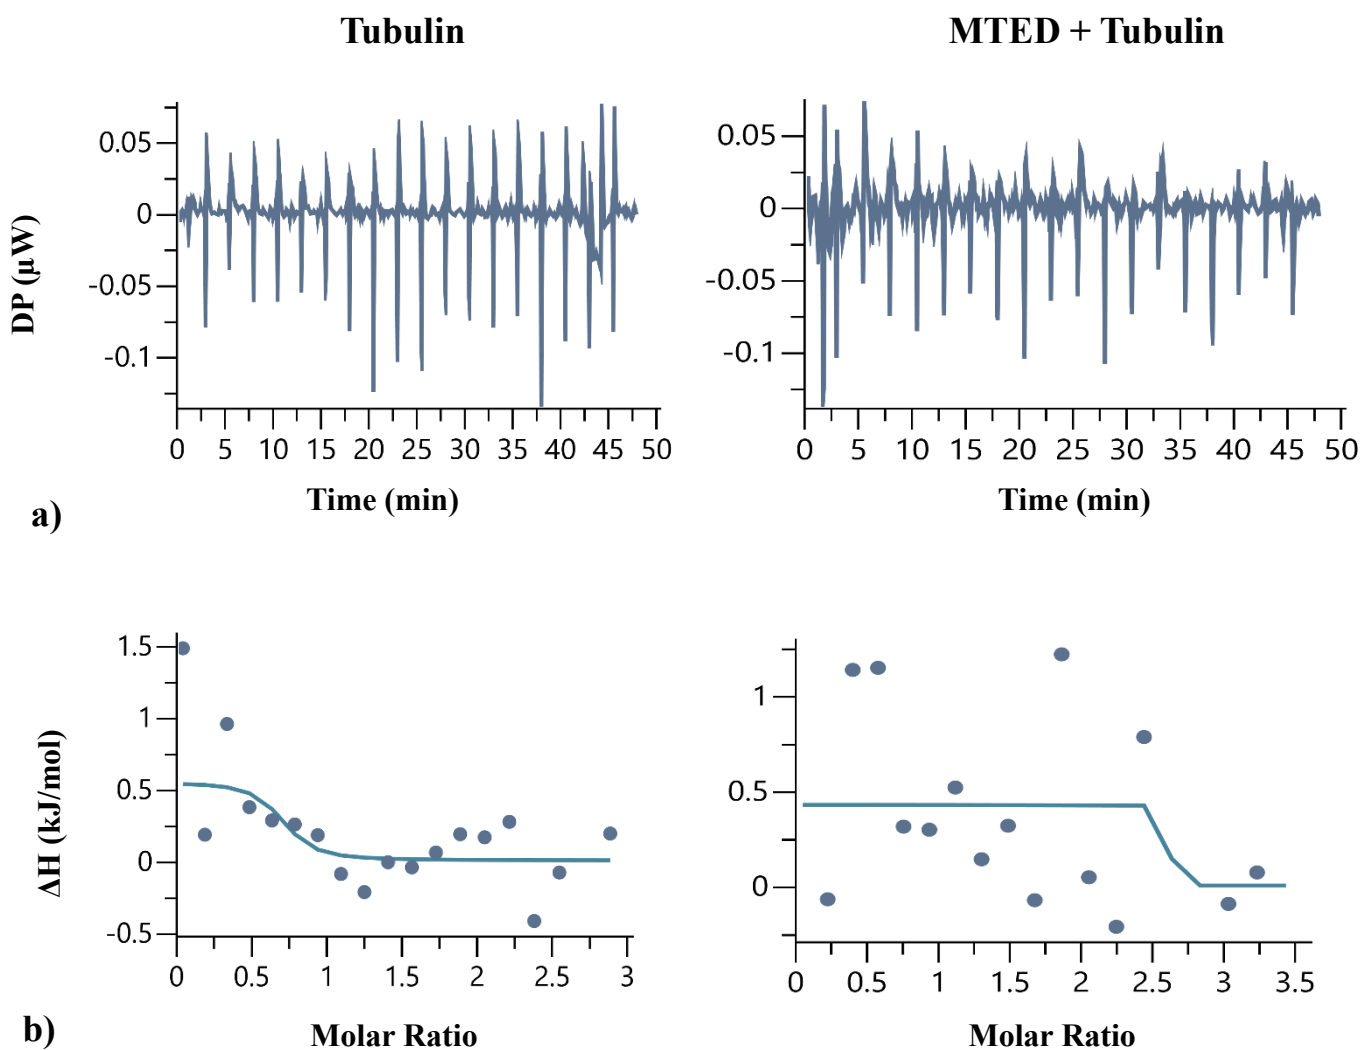 Tubulin
MTED + Tubulin
DP (µW)
0.05
0
-0.05
-0.1
0 5 10 15 20 25 30 35 40 45 50
Time (min)
0.05
0
-0.05
-0.1
0 5 10 15 20 25 30 35 40 45 50
Time (min)
a)
ΔH (kJ/mol)
1.5
1
0.5
0
-0.5
0 0.5 1 1.5 2 2.5 3
Molar Ratio
1
0.5
0
0 0.5 1 1.5 2 2.5 3 3.5
Molar Ratio
b)